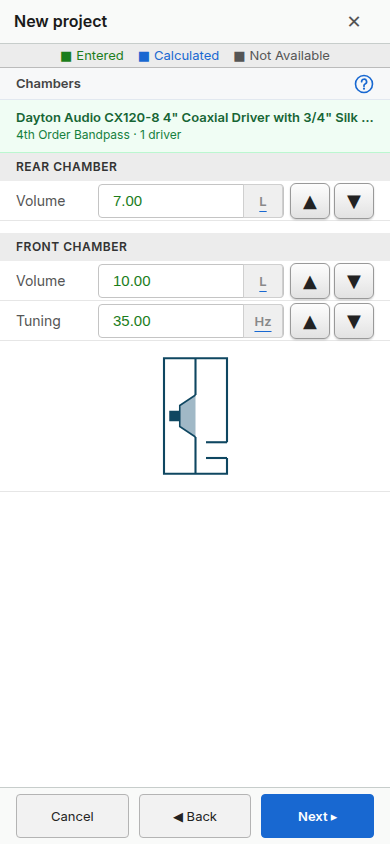 New project ✕
■ Entered ■ Calculated ■ Not Available
Chambers ?
Dayton Audio CX120-8 4" Coaxial Driver with 3/4" Silk ...
4th Order Bandpass · 1 driver
REAR CHAMBER
Volume 7.00 L ▲ ▼
FRONT CHAMBER
Volume 10.00 L ▲ ▼
Tuning 35.00 Hz ▲ ▼
Cancel ◀ Back Next ▸